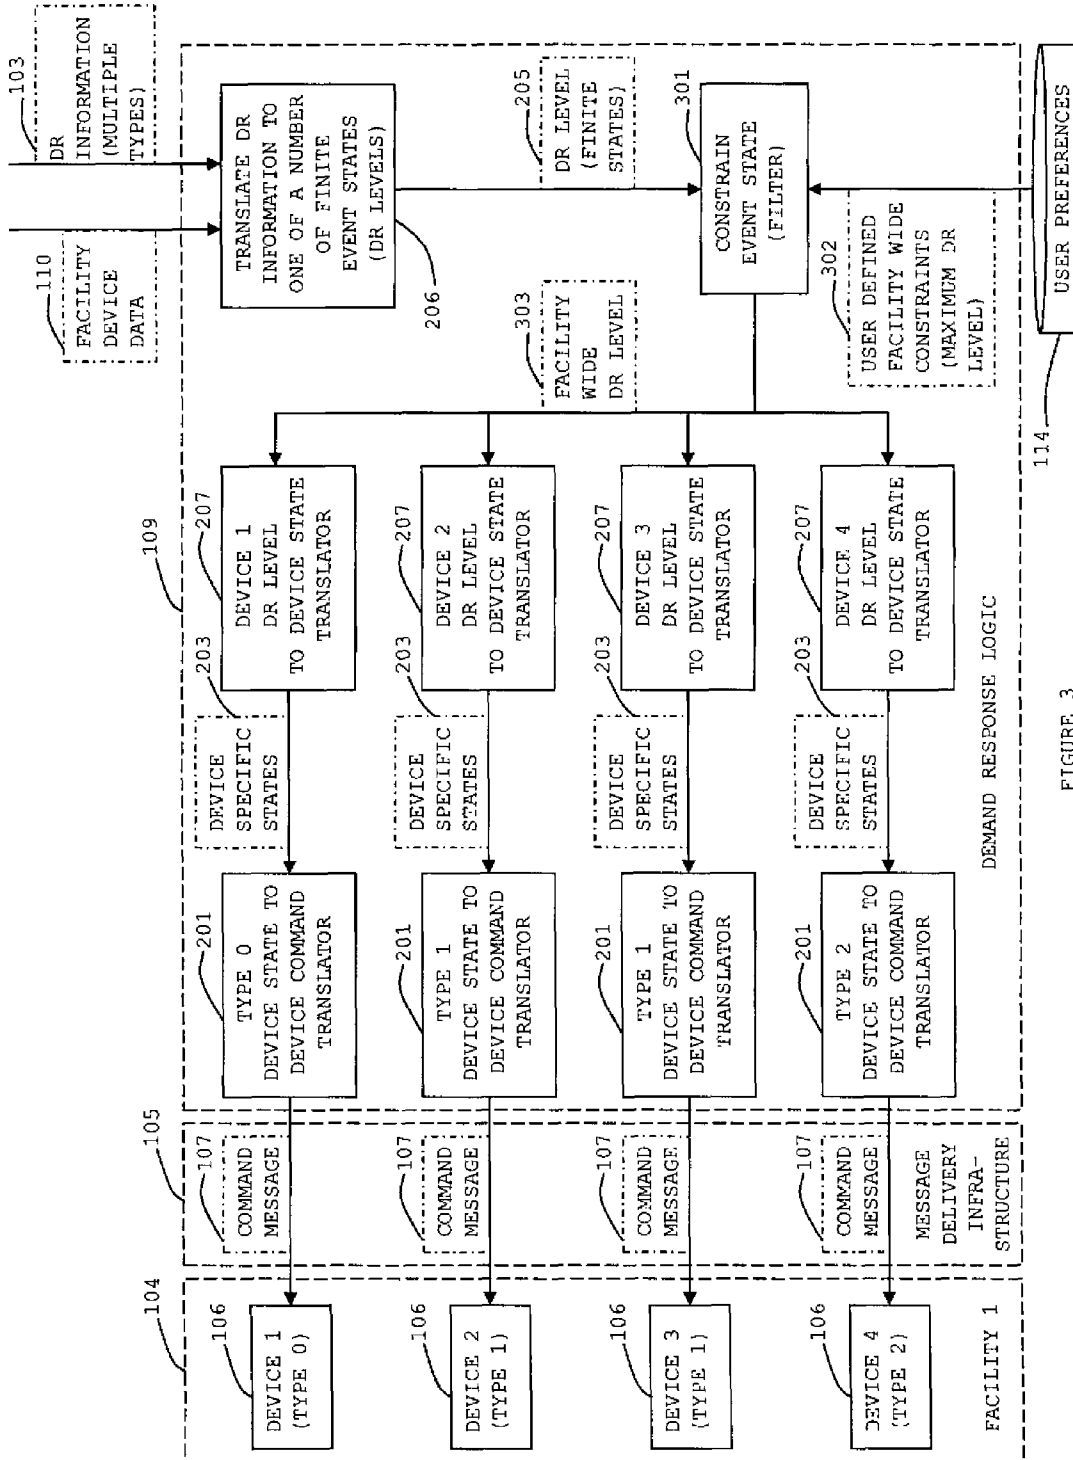 104
105
109
103
110
DR
INFORMATION
(MULTIPLE
TYPES)
FACILITY
DEVICE
DATA
106
DEVICE 1
(TYPE 0)
107
COMMAND
MESSAGE
201
TYPE 0
DEVICE STATE TO
DEVICE COMMAND
TRANSLATOR
203
DEVICE
SPECIFIC
STATES
207
DEVICE 1
DR LEVEL
TO DEVICE STATE
TRANSLATOR
TRANSLATE DR
INFORMATION TO
ONE OF A NUMBER
OF FINITE
EVENT STATES
(DR LEVELS)
206
106
DEVICE 2
(TYPE 1)
107
COMMAND
MESSAGE
201
TYPE 1
DEVICE STATE TO
DEVICE COMMAND
TRANSLATOR
203
DEVICE
SPECIFIC
STATES
207
DEVICE 2
DR LEVEL
TO DEVICE STATE
TRANSLATOR
303
FACILITY
WIDE
DR LEVEL
205
DR LEVEL
(FINITE
STATES)
106
DEVICE 3
(TYPE 1)
107
COMMAND
MESSAGE
201
TYPE 1
DEVICE STATE TO
DEVICE COMMAND
TRANSLATOR
203
DEVICE
SPECIFIC
STATES
207
DEVICE 3
DR LEVEL
TO DEVICE STATE
TRANSLATOR
301
CONSTRAIN
EVENT STATE
(FILTER)
106
DEVICE 4
(TYPE 2)
107
COMMAND
MESSAGE
201
TYPE 2
DEVICE STATE TO
DEVICE COMMAND
TRANSLATOR
203
DEVICE
SPECIFIC
STATES
207
DEVICE 4
DR LEVEL
TO DEVICE STATE
TRANSLATOR
302
USER DEFINED
FACILITY WIDE
CONSTRAINTS
(MAXIMUM DR
LEVEL)
FACILITY 1
MESSAGE
DELIVERY
INFRA-
STRUCTURE
DEMAND RESPONSE LOGIC
114
USER PREFERENCES
FIGURE 3